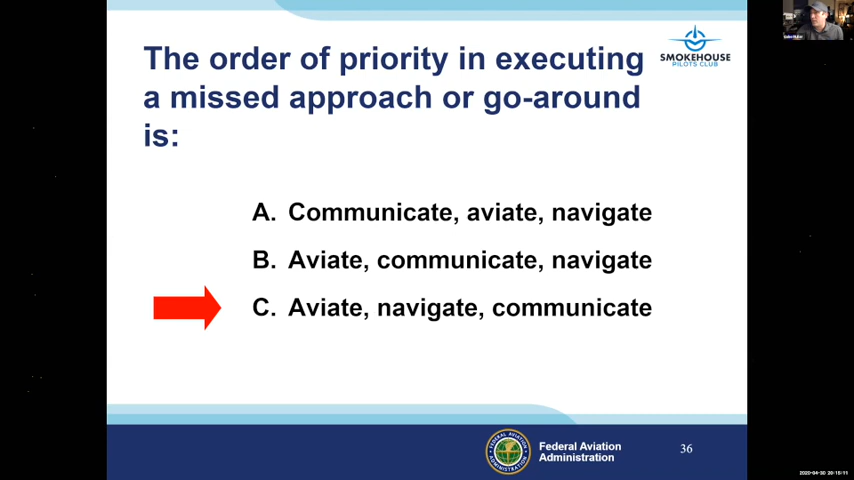 The order of priority in executing
a missed approach or go-around
is:
SMOKEHOUSE
PILOTS CLUB
A. Communicate, aviate, navigate
B. Aviate, communicate, navigate
C. Aviate, navigate, communicate
Federal Aviation
Administration
36